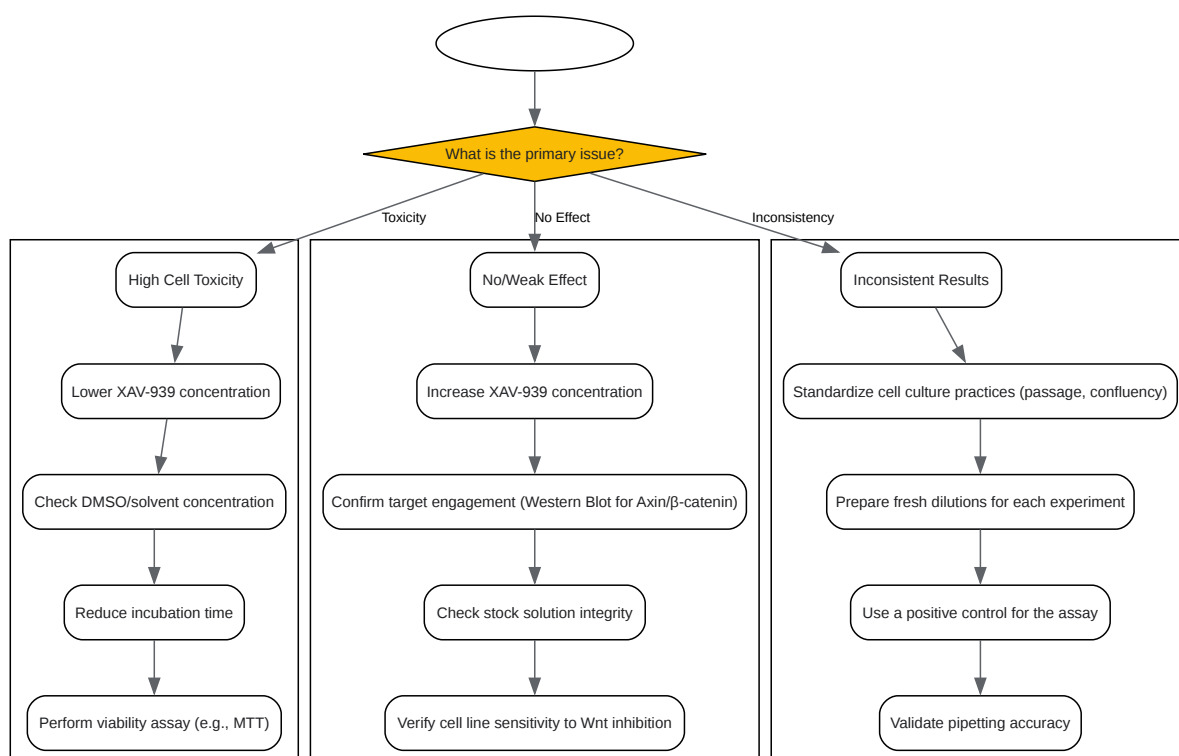 What is the primary issue?
Toxicity
No Effect
Inconsistency
High Cell Toxicity
No/Weak Effect
Inconsistent Results
Lower XAV-939 concentration
Increase XAV-939 concentration
Standardize cell culture practices (passage, confluency)
Check DMSO/solvent concentration
Confirm target engagement (Western Blot for Axin/β-catenin)
Prepare fresh dilutions for each experiment
Reduce incubation time
Check stock solution integrity
Use a positive control for the assay
Perform viability assay (e.g., MTT)
Verify cell line sensitivity to Wnt inhibition
Validate pipetting accuracy